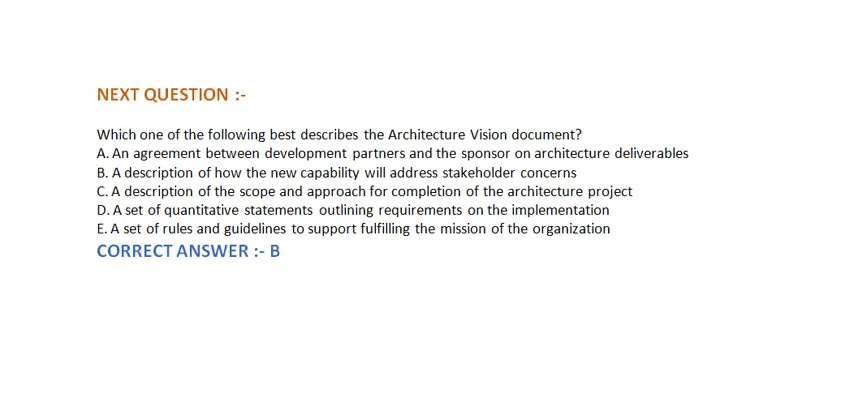 NEXT QUESTION :-
Which one of the following best describes the Architecture Vision document?
A. An agreement between development partners and the sponsor on architecture deliverables
B. A description of how the new capability will address stakeholder concerns
C. A description of the scope and approach for completion of the architecture project
D. A set of quantitative statements outlining requirements on the implementation
E. A set of rules and guidelines to support fulfilling the mission of the organization
CORRECT ANSWER :- B